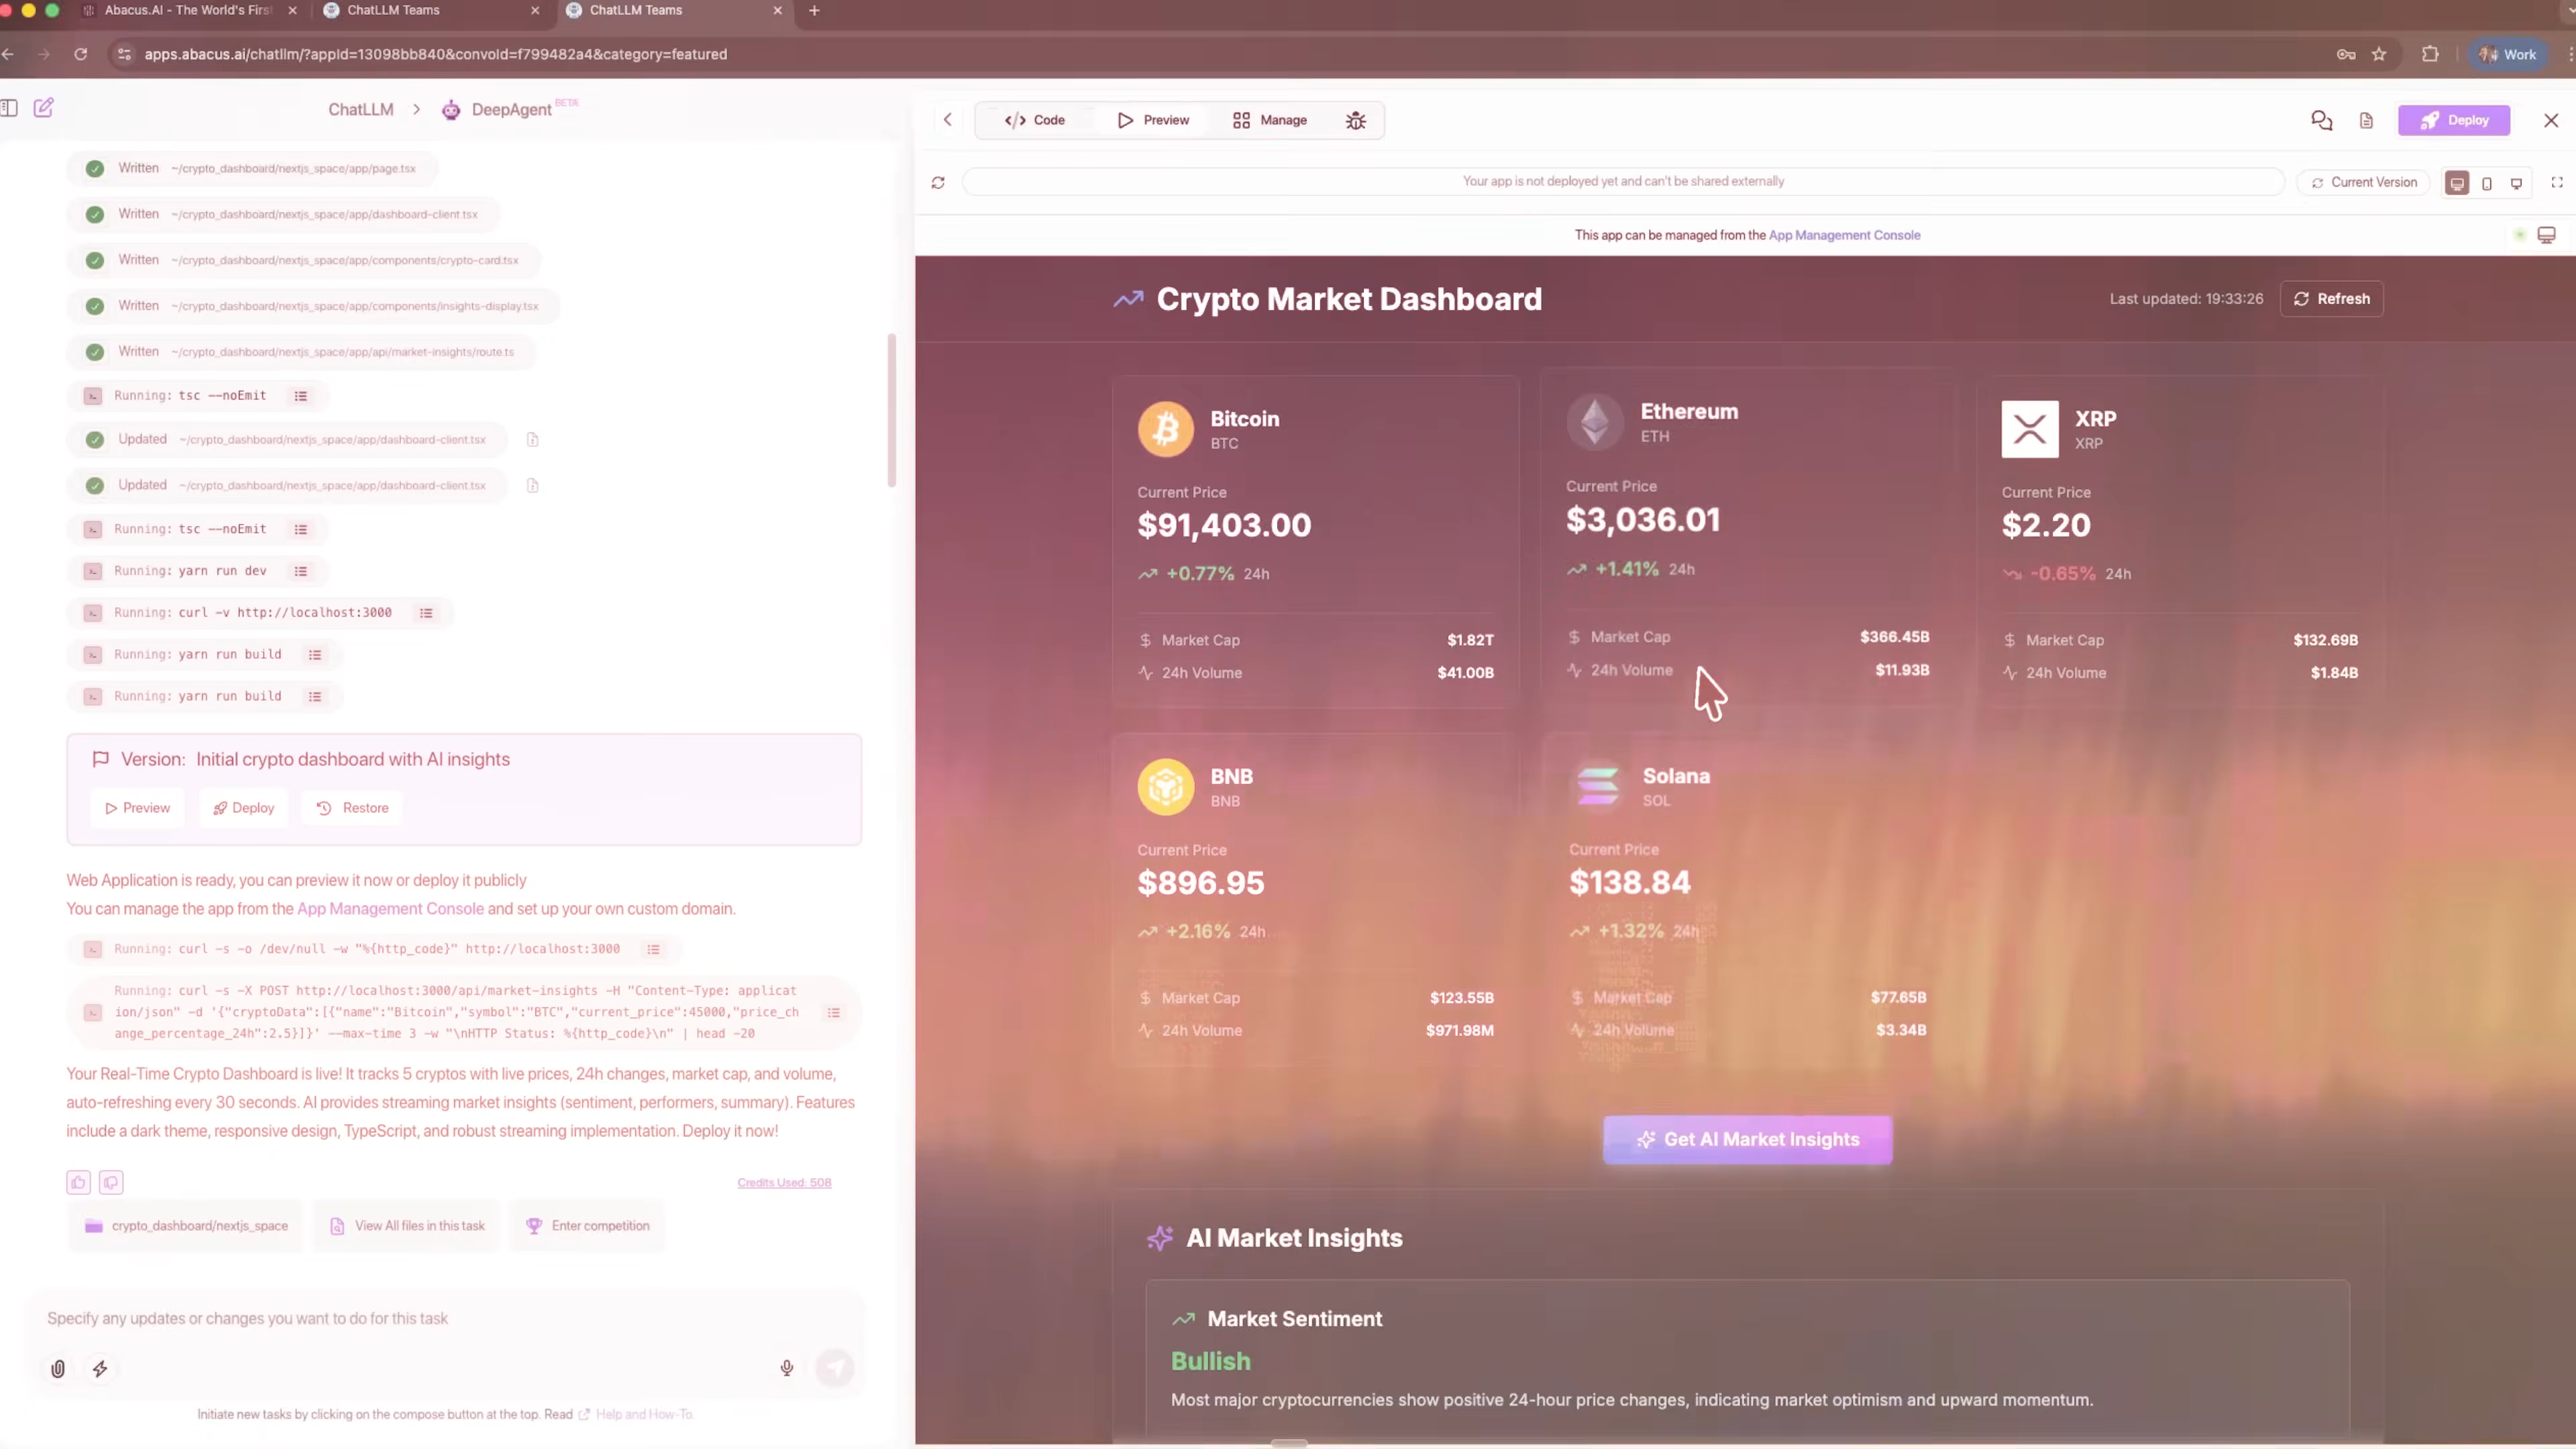 Abacus.AI - The World's Firs
ChatLLM Teams
ChatLLM Teams
apps.abacus.ai/chatllm/?appId=13098bb840&convoId=f799482a4&category=featured
Work
ChatLLM > DeepAgent BETA
Written ~/crypto_dashboard/nextjs_space/app/page.tsx
Written ~/crypto_dashboard/nextjs_space/app/dashboard-client.tsx
Written ~/crypto_dashboard/nextjs_space/app/components/crypto-card.tsx
Written ~/crypto_dashboard/nextjs_space/app/components/insights-display.tsx
Written ~/crypto_dashboard/nextjs_space/app/api/market-insights/route.ts
Running: tsc --noEmit
Updated ~/crypto_dashboard/nextjs_space/app/dashboard-client.tsx
Updated ~/crypto_dashboard/nextjs_space/app/dashboard-client.tsx
Running: tsc --noEmit
Running: yarn run dev
Running: curl -v http://localhost:3000
Running: yarn run build
Running: yarn run build
Version: Initial crypto dashboard with AI insights
Preview
Deploy
Restore
Web Application is ready, you can preview it now or deploy it publicly
You can manage the app from the App Management Console and set up your own custom domain.
Running: curl -s -o /dev/null -w "%{http_code}" http://localhost:3000
Running: curl -s -X POST http://localhost:3000/api/market-insights -H "Content-Type: applicat
ion/json" -d '{"cryptoData":[{"name":"Bitcoin","symbol":"BTC","current_price":45000,"price_ch
ange_percentage_24h":2.5}]}' --max-time 3 -w "\nHTTP Status: %{http_code}\n" | head -20
Your Real-Time Crypto Dashboard is live! It tracks 5 cryptos with live prices, 24h changes, market cap, and volume,
auto-refreshing every 30 seconds. AI provides streaming market insights (sentiment, performers, summary). Features
include a dark theme, responsive design, TypeScript, and robust streaming implementation. Deploy it now!
Credits Used: 508
crypto_dashboard/nextjs_space
View All files in this task
Enter competition
Specify any updates or changes you want to do for this task
Initiate new tasks by clicking on the compose button at the top. Read Help and How-To.
Code
Preview
Manage
Deploy
Your app is not deployed yet and can't be shared externally
Current Version
This app can be managed from the App Management Console
Crypto Market Dashboard
Last updated: 19:33:26
Refresh
Bitcoin
BTC
Current Price
$91,403.00
+0.77% 24h
Market Cap $1.82T
24h Volume $41.00B
Ethereum
ETH
Current Price
$3,036.01
+1.41% 24h
Market Cap $366.45B
24h Volume $11.93B
XRP
XRP
Current Price
$2.20
-0.65% 24h
Market Cap $132.69B
24h Volume $1.84B
BNB
BNB
Current Price
$896.95
+2.16% 24h
Market Cap $123.55B
24h Volume $971.98M
Solana
SOL
Current Price
$138.84
+1.32% 24h
Market Cap $77.65B
24h Volume $3.34B
Get AI Market Insights
AI Market Insights
Market Sentiment
Bullish
Most major cryptocurrencies show positive 24-hour price changes, indicating market optimism and upward momentum.